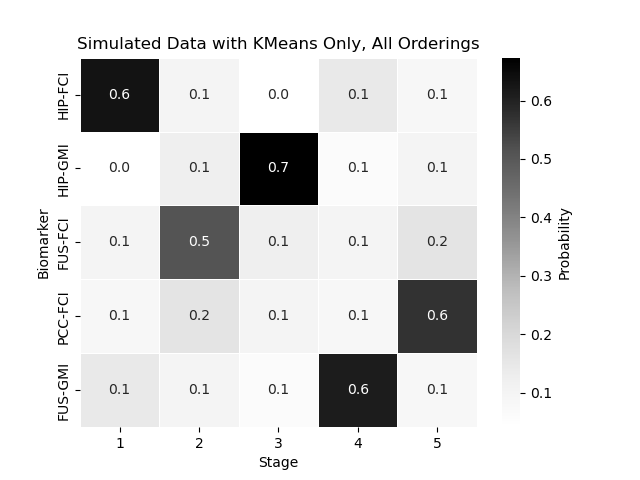 Simulated Data with KMeans Only, All Orderings
HIP-FCI 0.6 0.1 0.0 0.1 0.1
HIP-GMI 0.0 0.1 0.7 0.1 0.1
FUS-FCI 0.1 0.5 0.1 0.1 0.2
PCC-FCI 0.1 0.2 0.1 0.1 0.6
FUS-GMI 0.1 0.1 0.1 0.6 0.1
1 2 3 4 5
Stage
Biomarker
0.6
0.5
0.4
0.3
0.2
0.1
Probability